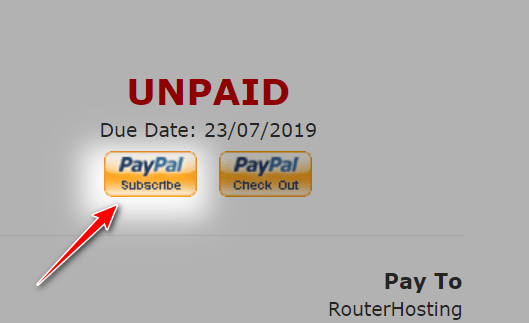 UNPAID
Due Date: 23/07/2019
PayPal PayPal
Subscribe Check Out
Pay To
RouterHosting